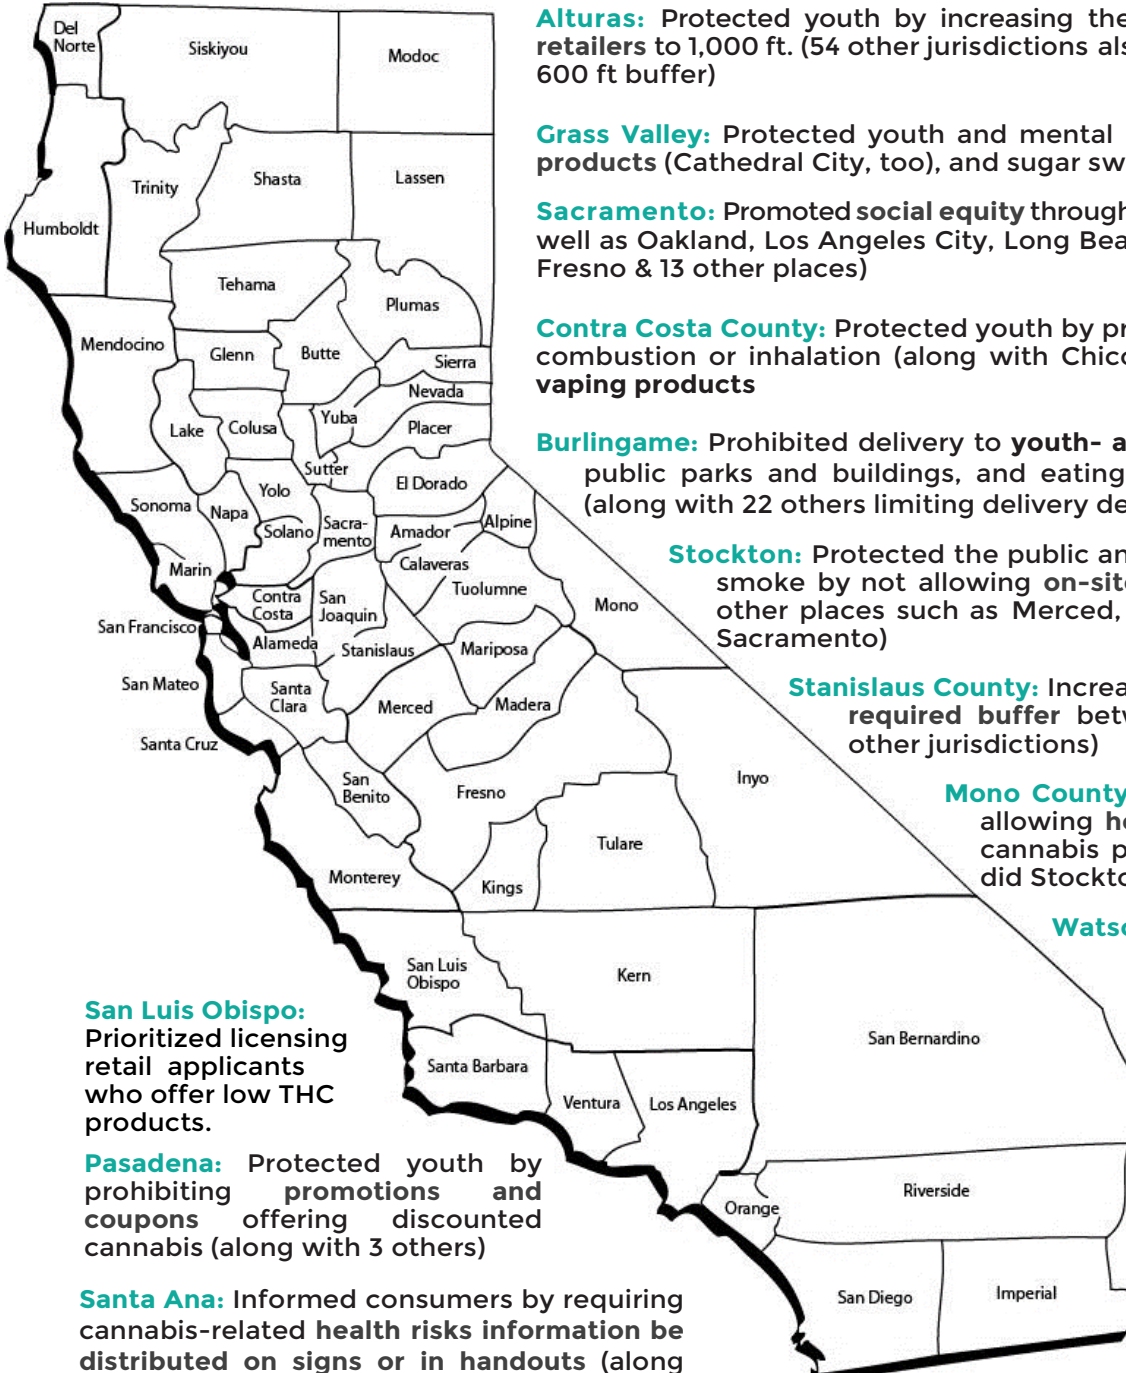 Del
Norte
Siskiyou
Modoc
Trinity
Shasta
Lassen
Humboldt
Tehama
Plumas
Mendocino
Glenn
Butte
Sierra
Nevada
Yuba
Placer
Lake
Colusa
Sutter
El Dorado
Yolo
Sonoma
Napa
Solano
Sacra-
mento
Amador
Alpine
Calaveras
Marin
Tuolumne
Contra
Costa
San
Joaquin
Mono
San Francisco
Alameda
Stanislaus
Mariposa
San Mateo
Santa
Clara
Merced
Madera
Santa Cruz
San
Benito
Fresno
Inyo
Tulare
Monterey
Kings
San Luis
Obispo
Kern
San Bernardino
Santa Barbara
Ventura
Los Angeles
Orange
Riverside
San Diego
Imperial
Alturas: Protected youth by increasing the
retailers to 1,000 ft. (54 other jurisdictions als
600 ft buffer)
Grass Valley: Protected youth and mental
products (Cathedral City, too), and sugar sw
Sacramento: Promoted social equity through
well as Oakland, Los Angeles City, Long Bea
Fresno & 13 other places)
Contra Costa County: Protected youth by pr
combustion or inhalation (along with Chico
vaping products
Burlingame: Prohibited delivery to youth- a
public parks and buildings, and eating
(along with 22 others limiting delivery de
Stockton: Protected the public an
smoke by not allowing on-site
other places such as Merced,
Sacramento)
Stanislaus County: Increa
required buffer betw
other jurisdictions)
Mono County
allowing he
cannabis p
did Stockto
Watso
San Luis Obispo:
Prioritized licensing
retail applicants
who offer low THC
products.
Pasadena: Protected youth by
prohibiting promotions and
coupons offering discounted
cannabis (along with 3 others)
Santa Ana: Informed consumers by requiring
cannabis-related health risks information be
distributed on signs or in handouts (along